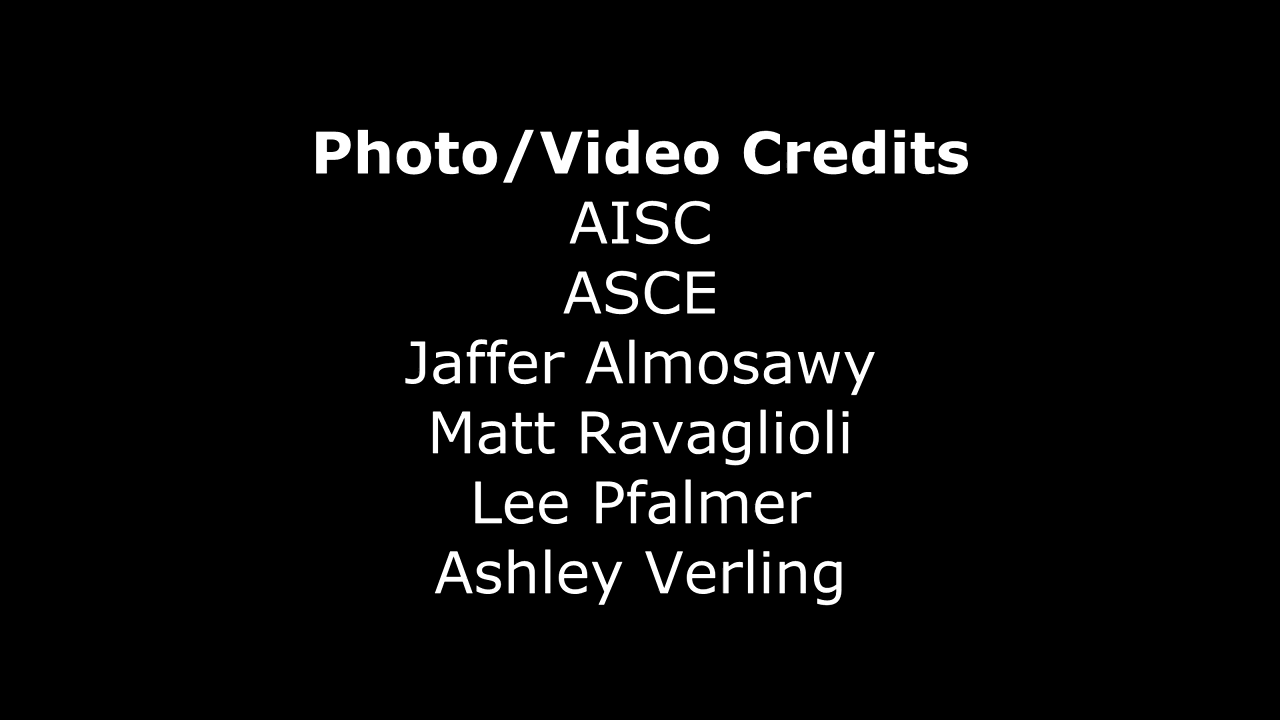 Photo/Video Credits
AISC
ASCE
Jaffer Almosawy
Matt Ravaglioli
Lee Pfalmer
Ashley Verling